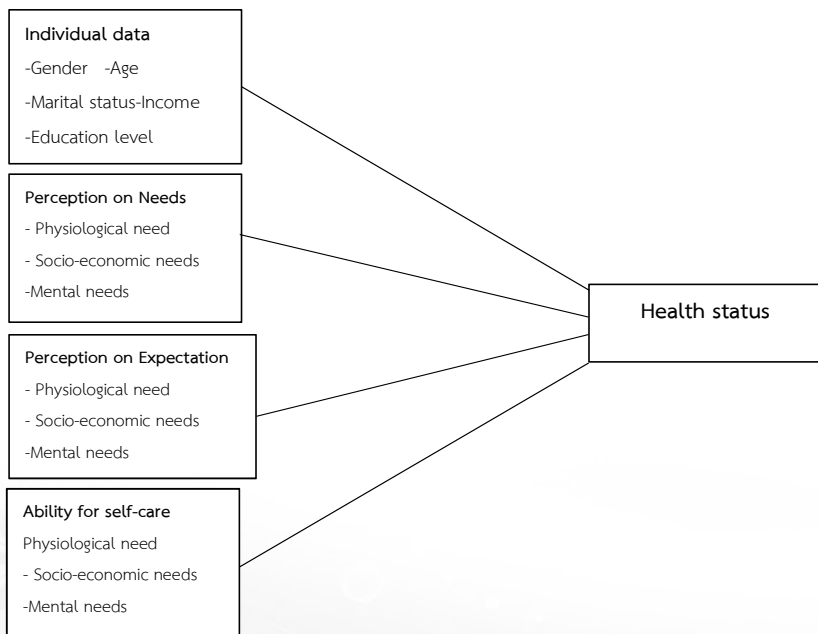 Individual data
-Gender -Age
-Marital status-Income
-Education level
Perception on Needs
- Physiological need
- Socio-economic needs
-Mental needs
Perception on Expectation
- Physiological need
- Socio-economic needs
-Mental needs
Ability for self-care
Physiological need
- Socio-economic needs
-Mental needs
Health status